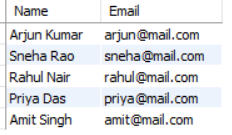 Name Email
Arjun Kumar arjun@mail.com
Sneha Rao sneha@mail.com
Rahul Nair rahul@mail.com
Priya Das priya@mail.com
Amit Singh amit@mail.com